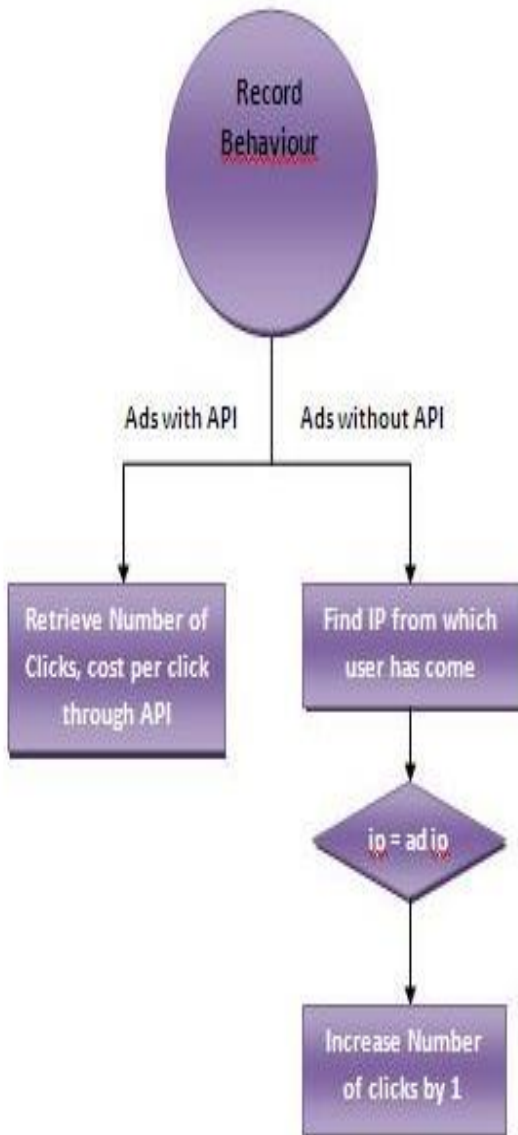 Record
Behaviour
Ads with API
Ads without API
Retrieve Number of
Clicks, cost per click
through API
Find IP from which
user has come
ip = ad ip
Increase Number
of clicks by 1